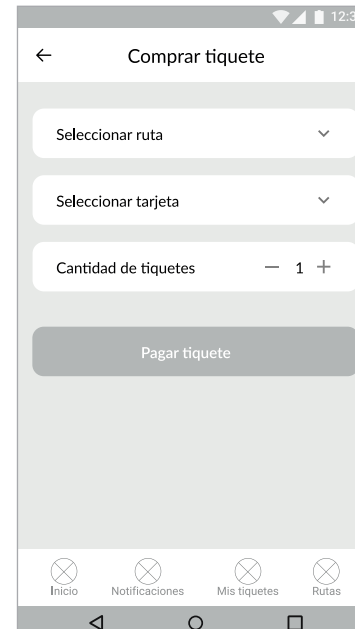 12:3
Comprar tiquete
Seleccionar ruta
Seleccionar tarjeta
Cantidad de tiquetes — 1 +
Pagar tiquete
Inicio Notificaciones Mis tiquetes Rutas